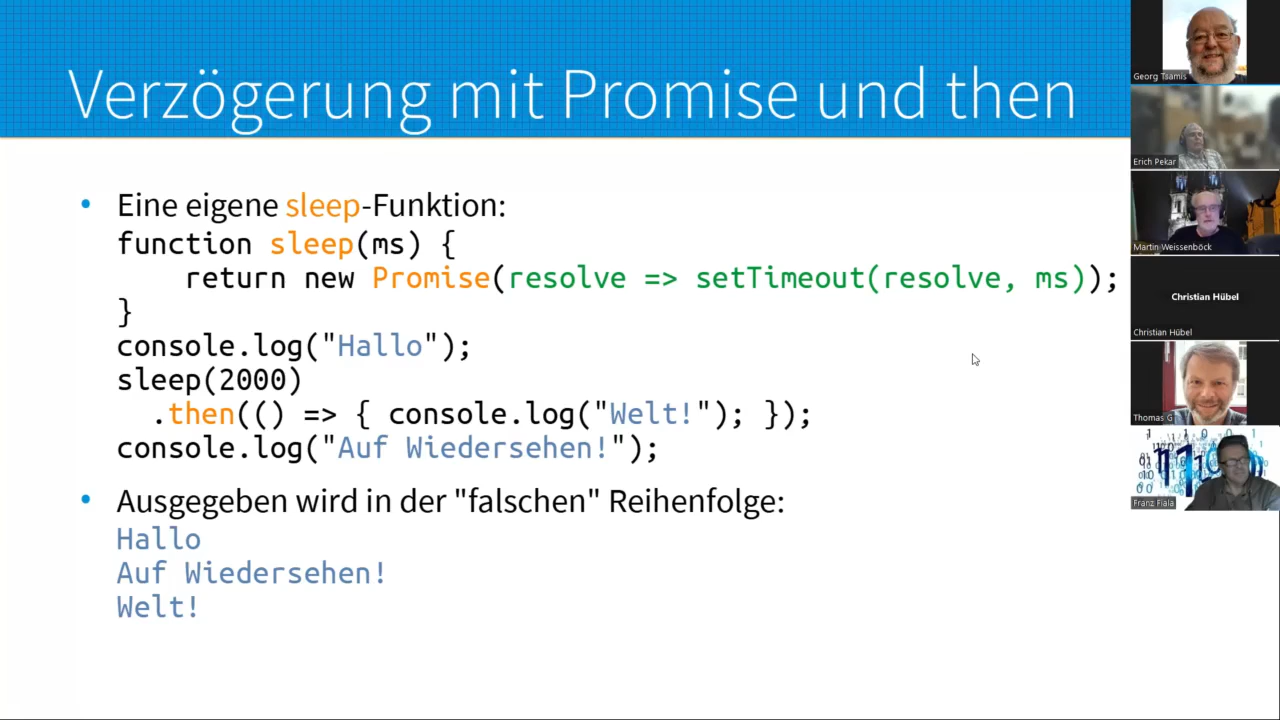 Verzögerung mit Promise und then
• Eine eigene sleep-Funktion:
function sleep(ms) {
    return new Promise(resolve => setTimeout(resolve, ms));
}
console.log("Hallo");
sleep(2000)
  .then(() => { console.log("Welt!"); });
console.log("Auf Wiedersehen!");
• Ausgegeben wird in der "falschen" Reihenfolge:
Hallo
Auf Wiedersehen!
Welt!
Georg Tsamis
Erich Pekar
Martin Weissenböck
Christian Hübel
Christian Hübel
Thomas G
Franz Fiala